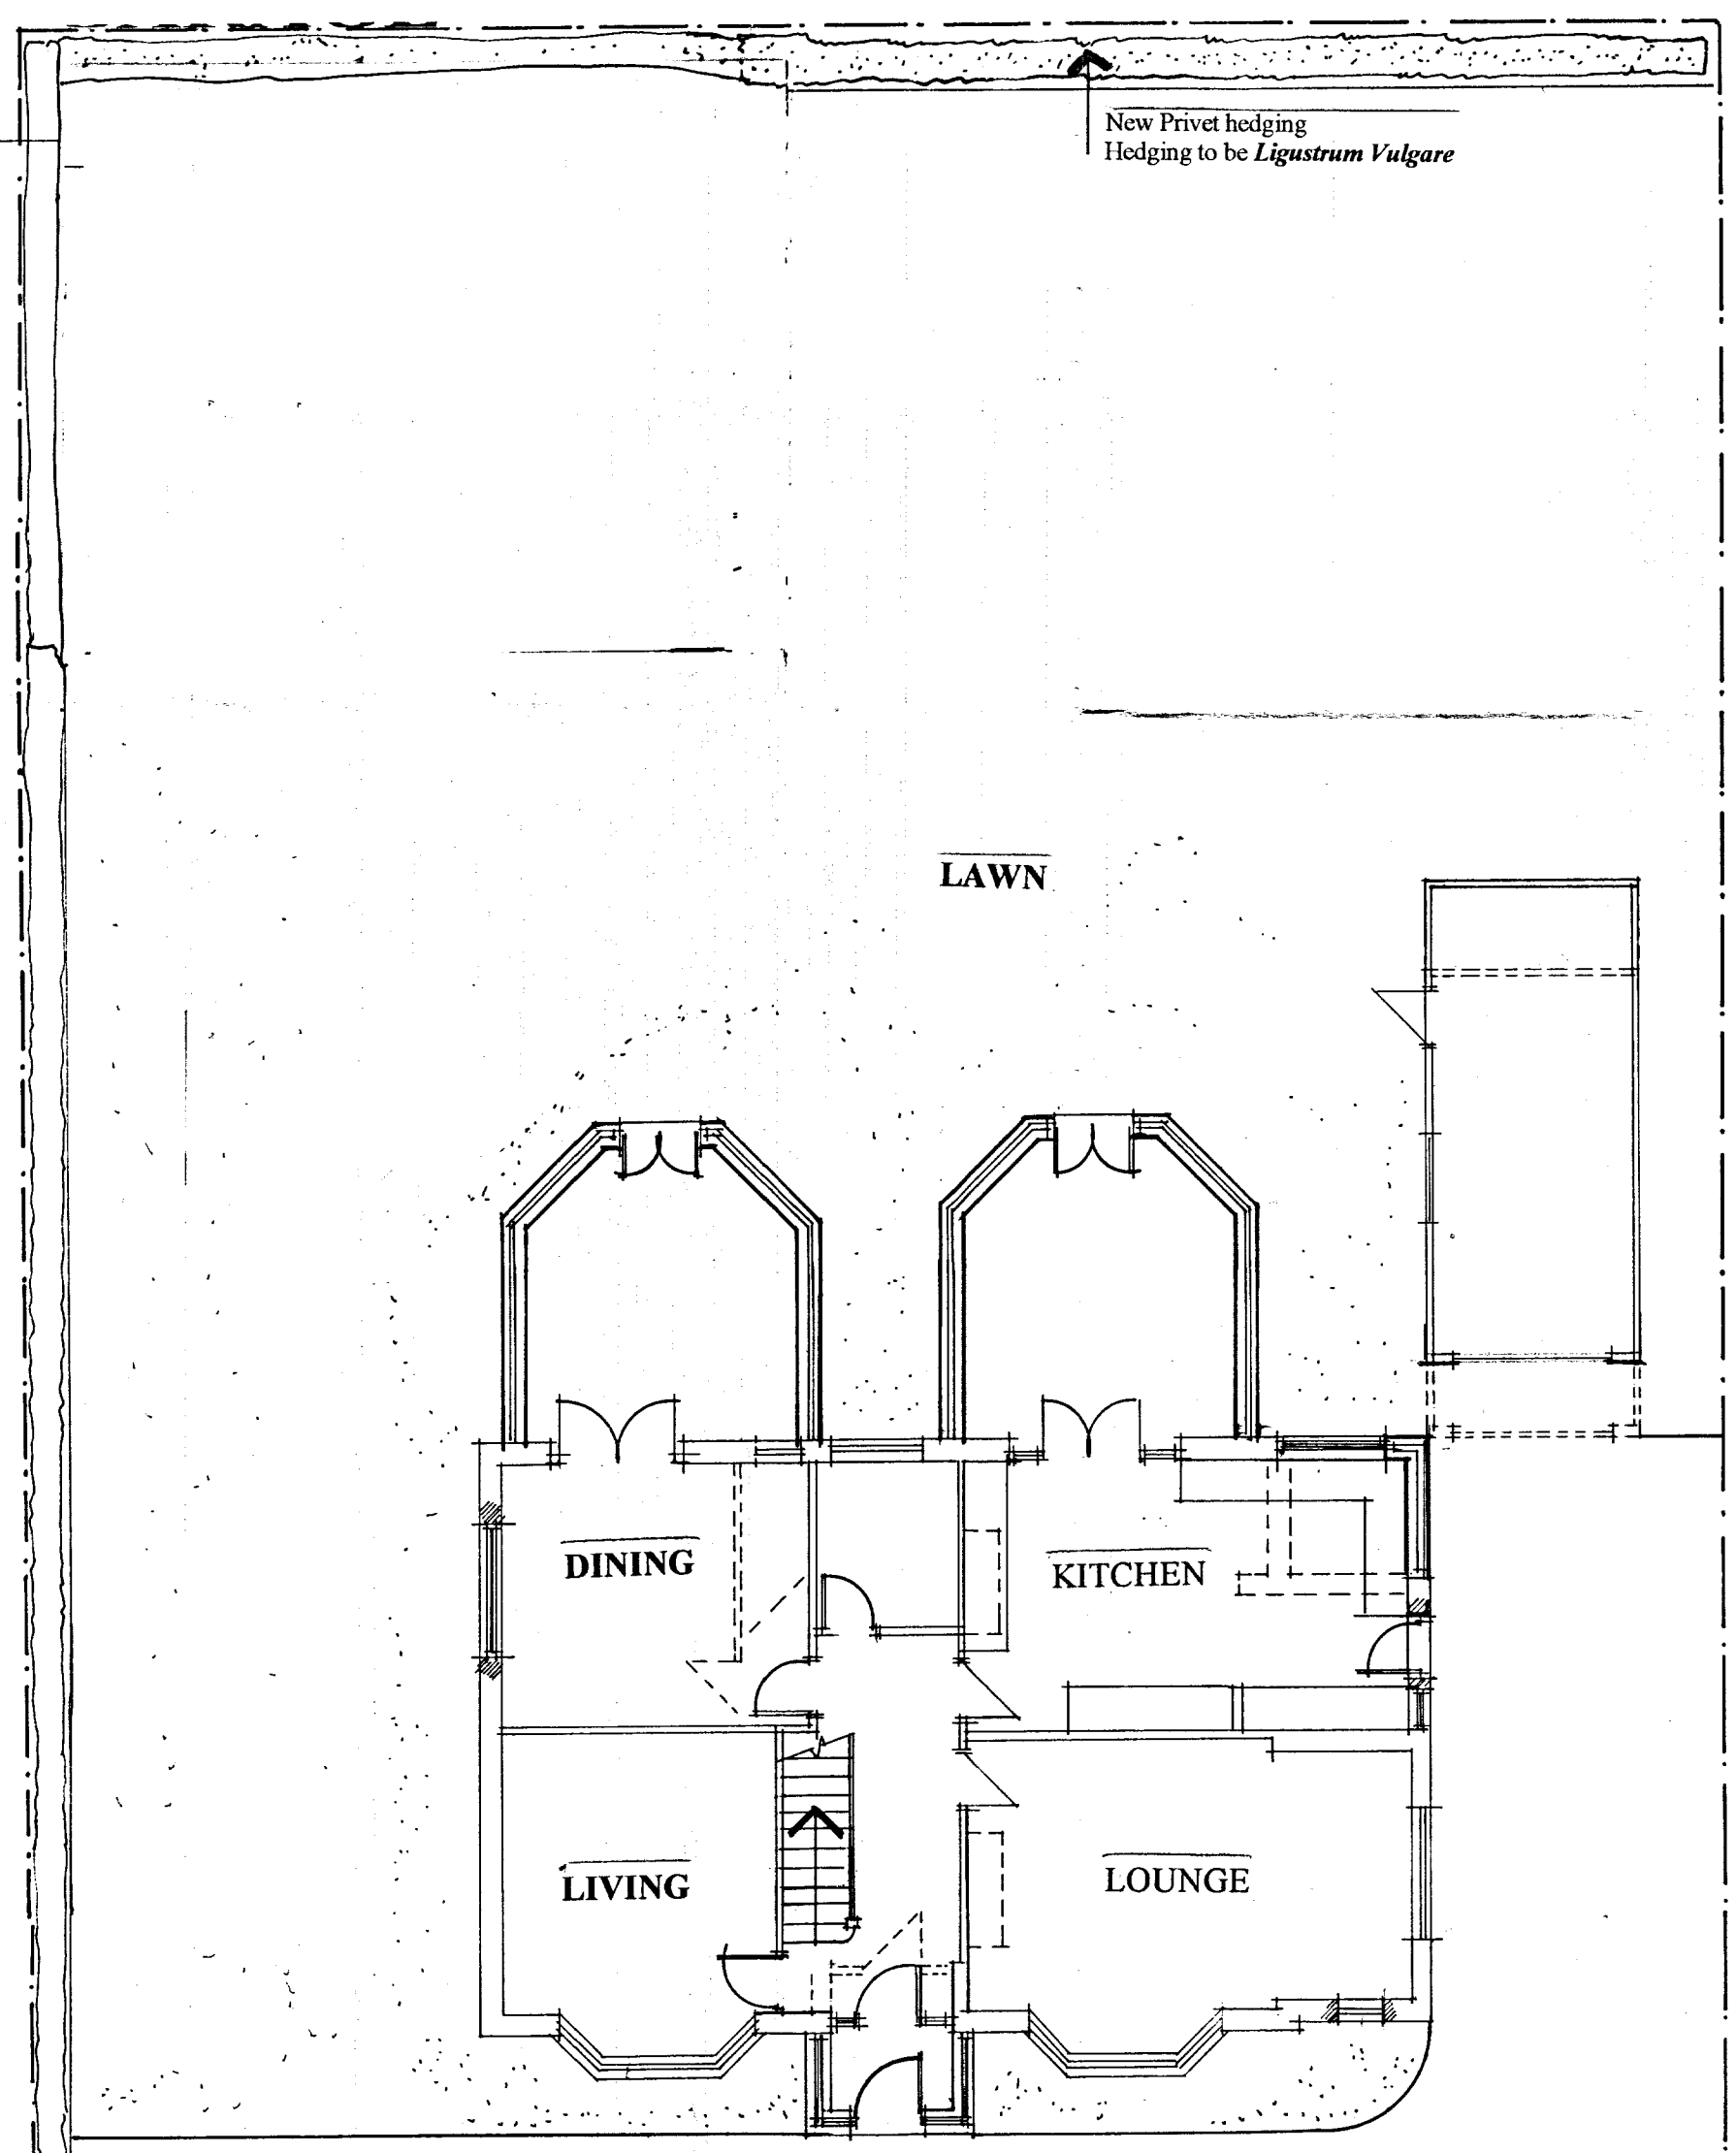 New Privet hedging
Hedging to be Ligustrum Vulgare
LAWN
DINING
KITCHEN
LIVING
LOUNGE